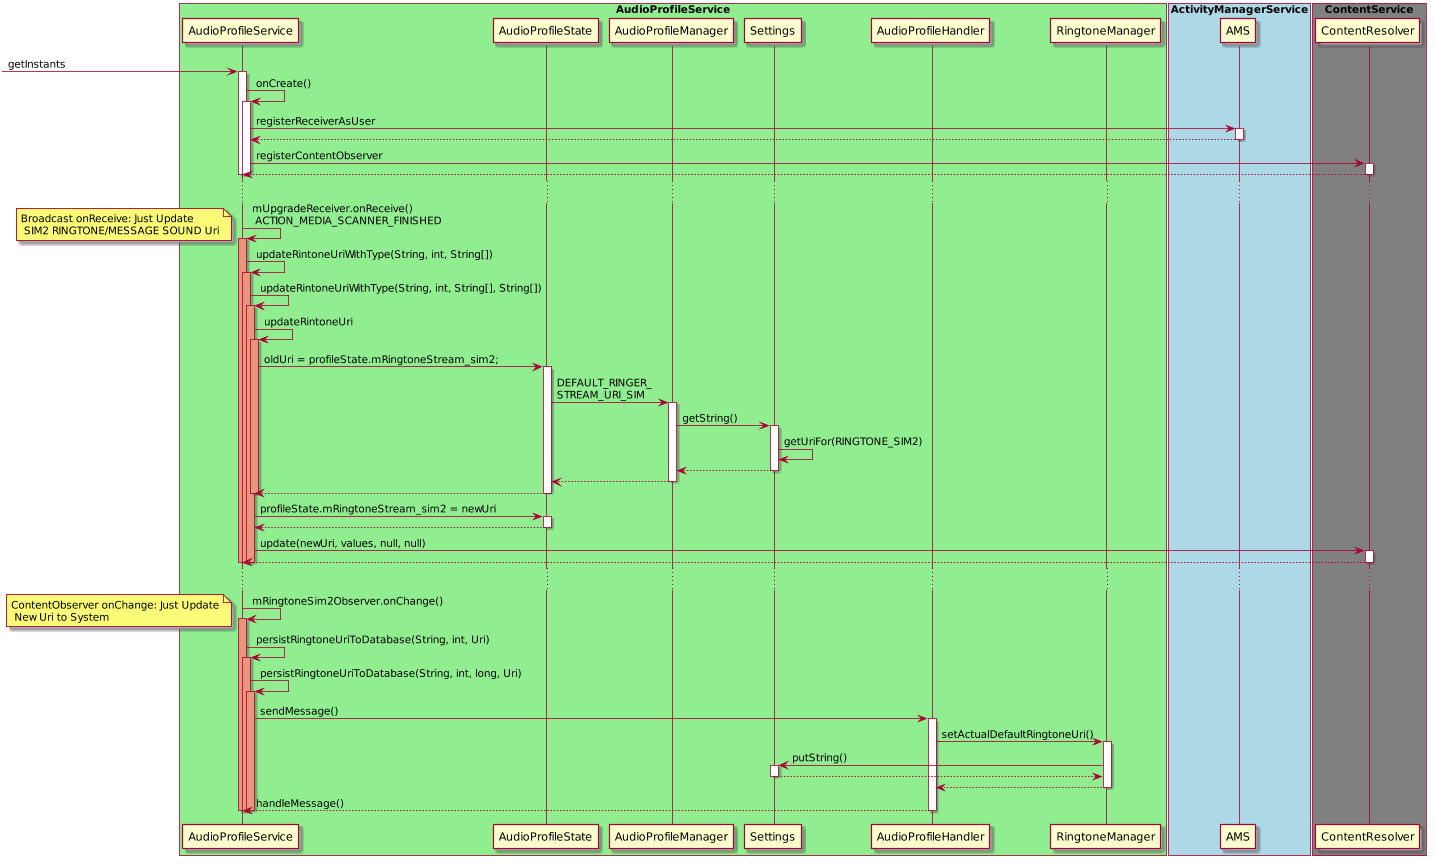 AudioProfileService
ActivityManagerService
ContentService
AudioProfileService
AudioProfileState
AudioProfileManager
Settings
AudioProfileHandler
RingtoneManager
AMS
ContentResolver
getInstants
onCreate()
registerReceiverAsUser
registerContentObserver
Broadcast onReceive: Just Update
SIM2 RINGTONE/MESSAGE SOUND Uri
mUpgradeReceiver.onReceive()
ACTION_MEDIA_SCANNER_FINISHED
updateRintoneUriWithType(String, int, String[])
updateRintoneUriWithType(String, int, String[], String[])
updateRintoneUri
oldUri = profileState.mRingtoneStream_sim2;
DEFAULT_RINGER_
STREAM_URI_SIM
getString()
getUriFor(RINGTONE_SIM2)
profileState.mRingtoneStream_sim2 = newUri
update(newUri, values, null, null)
ContentObserver onChange: Just Update
New Uri to System
mRingtoneSim2Observer.onChange()
persistRingtoneUriToDatabase(String, int, Uri)
persistRingtoneUriToDatabase(String, int, long, Uri)
sendMessage()
setActualDefaultRingtoneUri()
putString()
handleMessage()
AudioProfileService
AudioProfileState
AudioProfileManager
Settings
AudioProfileHandler
RingtoneManager
AMS
ContentResolver